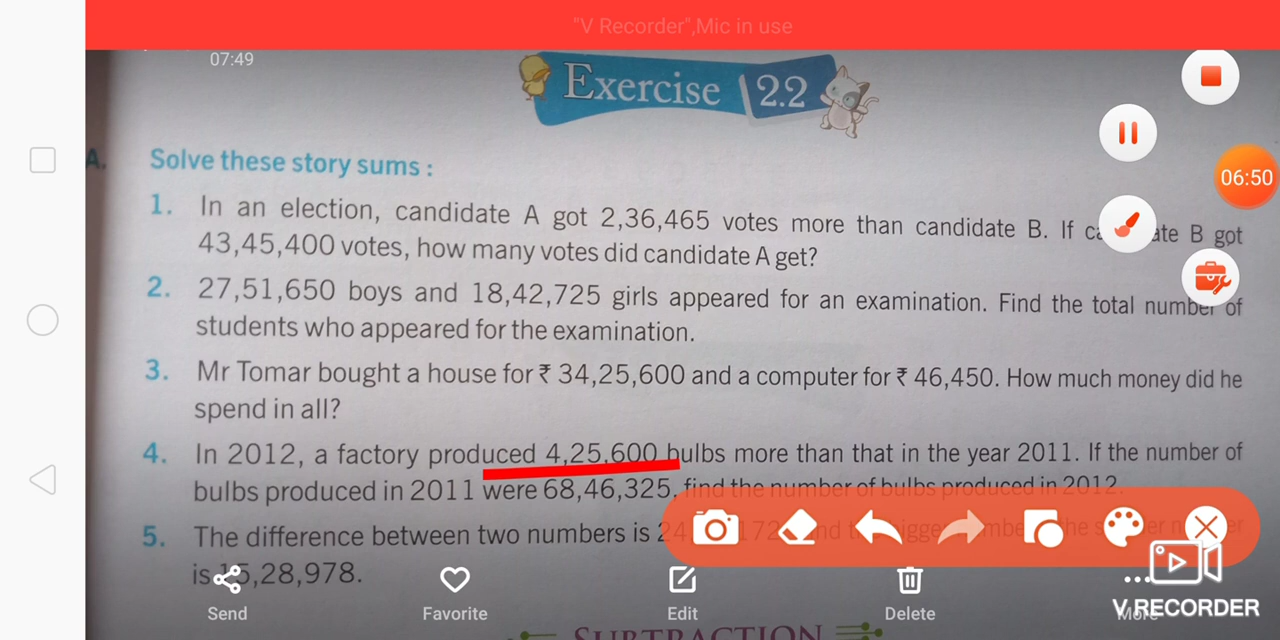 "V Recorder",Mic in use
07:49
Exercise 2.2
06:50
A. Solve these story sums :
1. In an election, candidate A got 2,36,465 votes more than candidate B. If ate B got
43,45,400 votes, how many votes did candidate A get?
2. 27,51,650 boys and 18,42,725 girls appeared for an examination. Find the total number of
students who appeared for the examination.
3. Mr Tomar bought a house for ₹ 34,25,600 and a computer for ₹ 46,450. How much money did he
spend in all?
4. In 2012, a factory produced 4,25,600 bulbs more than that in the year 2011. If the number of
bulbs produced in 2011 were 68,46,325, find the number of bulbs produced in 2012.
5. The difference between two numbers is
is 5,28,978.
Send Favorite Edit Delete More
V RECORDER
SUBTRACTION